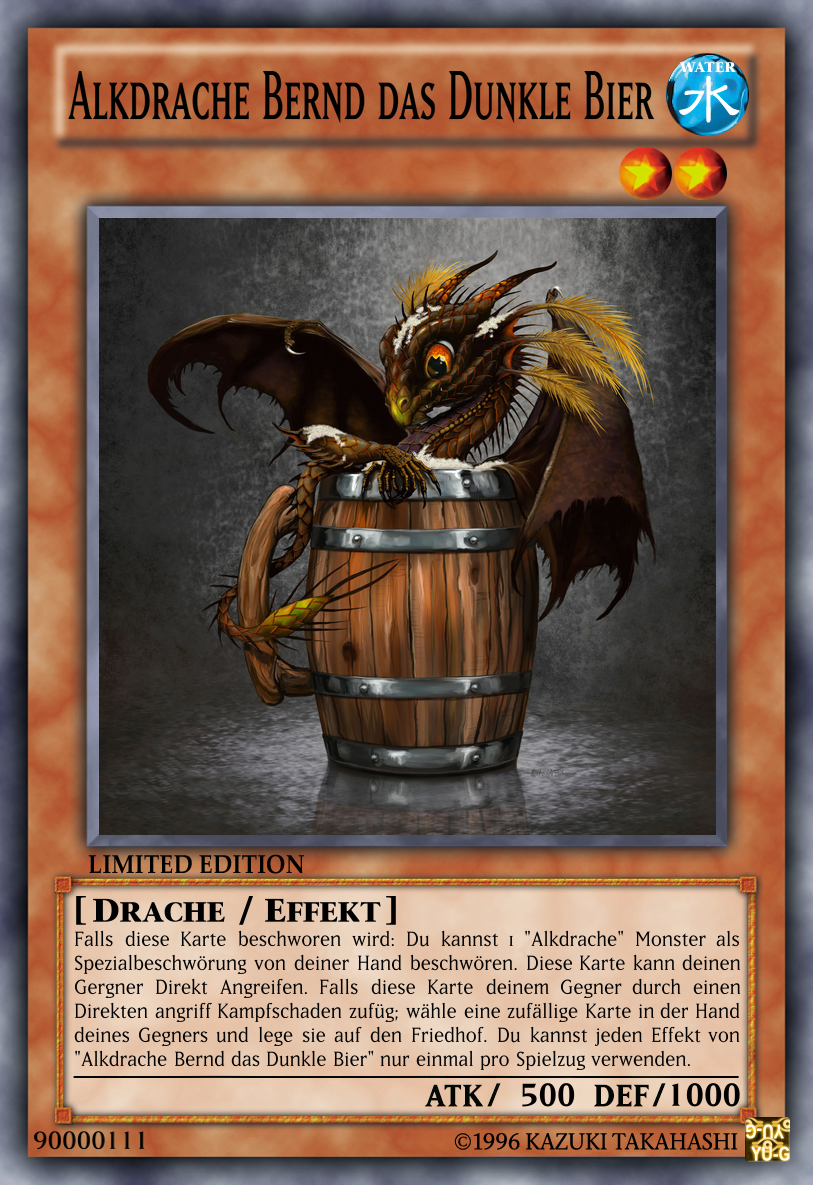 Alkdrache Bernd das Dunkle Bier
WATER
水
LIMITED EDITION
[ Drache / Effekt ]
Falls diese Karte beschworen wird: Du kannst 1 "Alkdrache" Monster als
Spezialbeschwörung von deiner Hand beschwören. Diese Karte kann deinen
Gergner Direkt Angreifen. Falls diese Karte deinem Gegner durch einen
Direkten angriff Kampfschaden zufüg; wähle eine zufällige Karte in der Hand
deines Gegners und lege sie auf den Friedhof. Du kannst jeden Effekt von
"Alkdrache Bernd das Dunkle Bier" nur einmal pro Spielzug verwenden.
ATK/ 500 DEF/1000
90000111 ©1996 KAZUKI TAKAHASHI